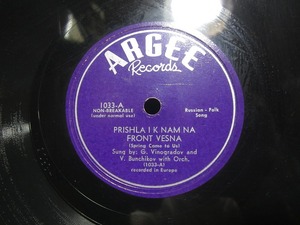 ARGEE
Records
1033-A
NON-BREAKABLE
(under normal use)
Russian - Folk
Song
PRISHLA I K NAM NA
FRONT VESNA
(Spring Came to Us)
Sung by: G. Vinogradov and
V. Bunchikov with Orch.
(1033-A)
recorded in Europe